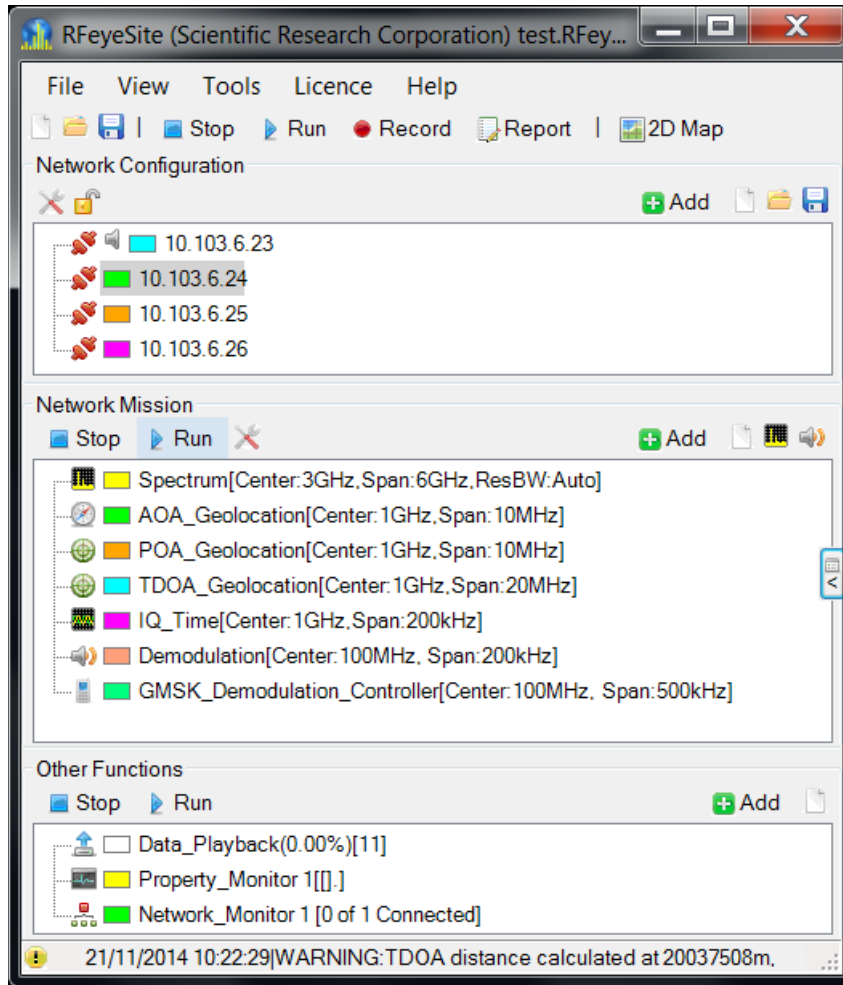 RFeyeSite (Scientific Research Corporation) test.RFey...
File View Tools Licence Help
Stop Run Record Report | 2D Map
Network Configuration
Add
10.103.6.23
10.103.6.24
10.103.6.25
10.103.6.26
Network Mission
Stop Run Add
Spectrum[Center:3GHz,Span:6GHz,ResBW:Auto]
AOA_Geolocation[Center:1GHz,Span:10MHz]
POA_Geolocation[Center:1GHz,Span:10MHz]
TDOA_Geolocation[Center:1GHz,Span:20MHz]
IQ_Time[Center:1GHz,Span:200kHz]
Demodulation[Center:100MHz, Span:200kHz]
GMSK_Demodulation_Controller[Center:100MHz, Span:500kHz]
Other Functions
Stop Run Add
Data_Playback(0.00%)[11]
Property_Monitor 1[[].]
Network_Monitor 1 [0 of 1 Connected]
21/11/2014 10:22:29|WARNING:TDOA distance calculated at 20037508m,